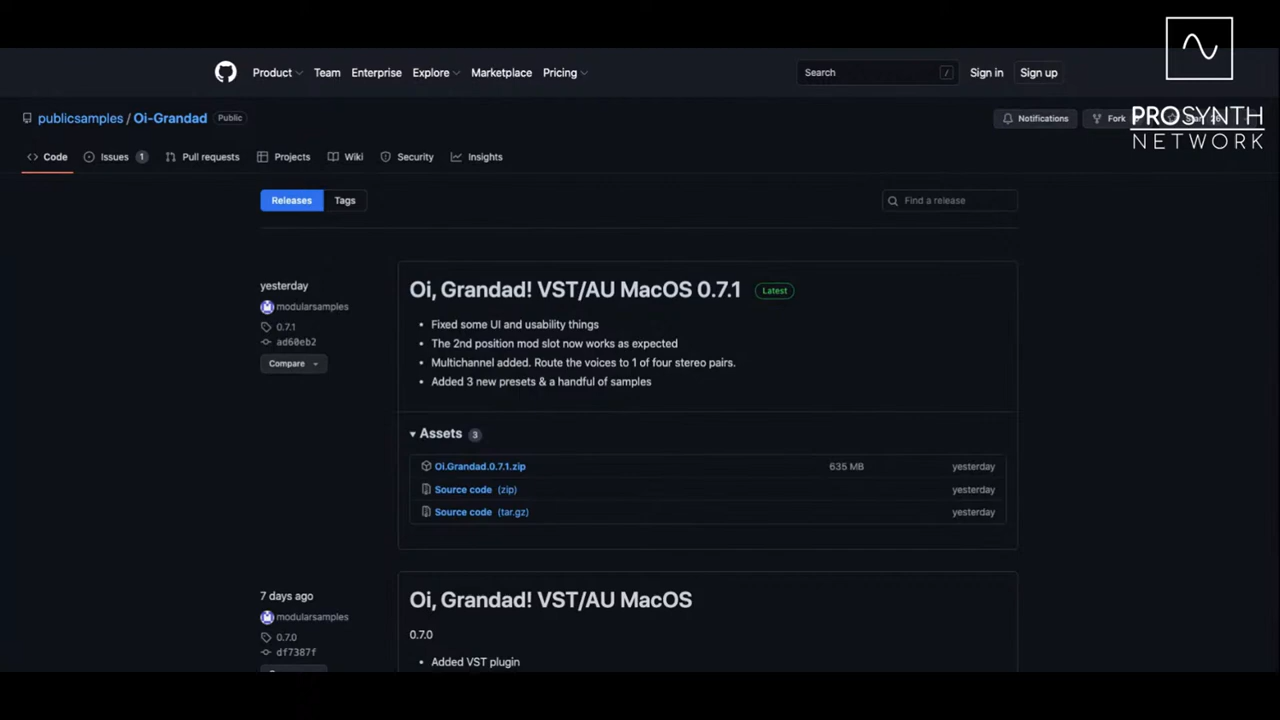 Product Team Enterprise Explore Marketplace Pricing Search / Sign in Sign up
publicsamples / Oi-Grandad Public Notifications Fork
PROSYNTH
NETWORK
Code Issues 1 Pull requests Projects Wiki Security Insights
Releases Tags Find a release
yesterday
modularsamples
0.7.1
ad60eb2
Compare
Oi, Grandad! VST/AU MacOS 0.7.1 Latest
• Fixed some UI and usability things
• The 2nd position mod slot now works as expected
• Multichannel added. Route the voices to 1 of four stereo pairs.
• Added 3 new presets & a handful of samples
Assets 3
Oi.Grandad.0.7.1.zip 635 MB yesterday
Source code (zip) yesterday
Source code (tar.gz) yesterday
7 days ago
modularsamples
0.7.0
df7387f
Oi, Grandad! VST/AU MacOS
0.7.0
• Added VST plugin